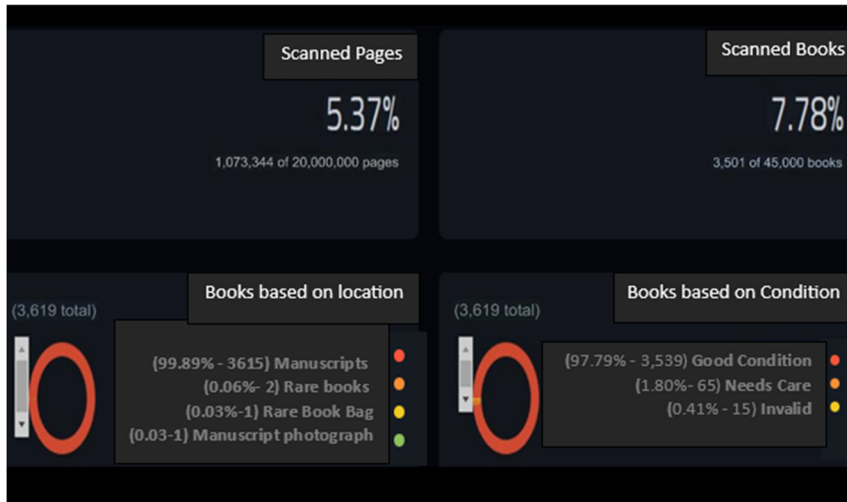 Scanned Pages
5.37%
1,073,344 of 20,000,000 pages
Scanned Books
7.78%
3,501 of 45,000 books
Books based on location
(3,619 total)
(99.89% - 3615) Manuscripts
(0.06%- 2) Rare books
(0.03%-1) Rare Book Bag
(0.03-1) Manuscript photograph
Books based on Condition
(3,619 total)
(97.79% - 3,539) Good Condition
(1.80%- 65) Needs Care
(0.41% - 15) Invalid